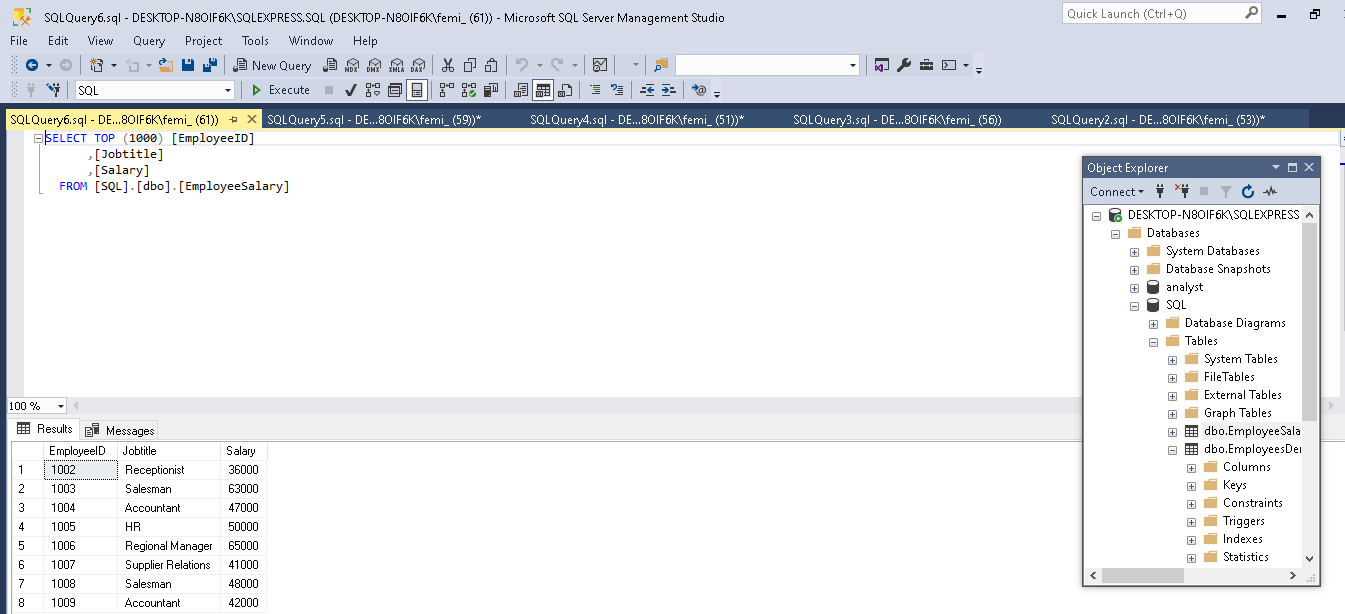 SQLQuery6.sql - DESKTOP-N8OIF6K\SQLEXPRESS.SQL (DESKTOP-N8OIF6K\femi_ (61)) - Microsoft SQL Server Management Studio
Quick Launch (Ctrl+Q)
File Edit View Query Project Tools Window Help
New Query
MDX DMX XMLA DAX
SQL
Execute
SQLQuery6.sql - DE...8OIF6K\femi_ (61))
SQLQuery5.sql - DE...8OIF6K\femi_ (59))*
SQLQuery4.sql - DE...8OIF6K\femi_ (51))*
SQLQuery3.sql - DE...8OIF6K\femi_ (56))
SQLQuery2.sql - DE...8OIF6K\femi_ (53))*
SELECT TOP (1000) [EmployeeID]
,[Jobtitle]
,[Salary]
FROM [SQL].[dbo].[EmployeeSalary]
Object Explorer
Connect
DESKTOP-N8OIF6K\SQLEXPRESS
Databases
System Databases
Database Snapshots
analyst
SQL
Database Diagrams
Tables
System Tables
FileTables
External Tables
Graph Tables
dbo.EmployeeSala
dbo.EmployeesDer
Columns
Keys
Constraints
Triggers
Indexes
Statistics
100 %
Results Messages
EmployeeID Jobtitle Salary
1 1002 Receptionist 36000
2 1003 Salesman 63000
3 1004 Accountant 47000
4 1005 HR 50000
5 1006 Regional Manager 65000
6 1007 Supplier Relations 41000
7 1008 Salesman 48000
8 1009 Accountant 42000